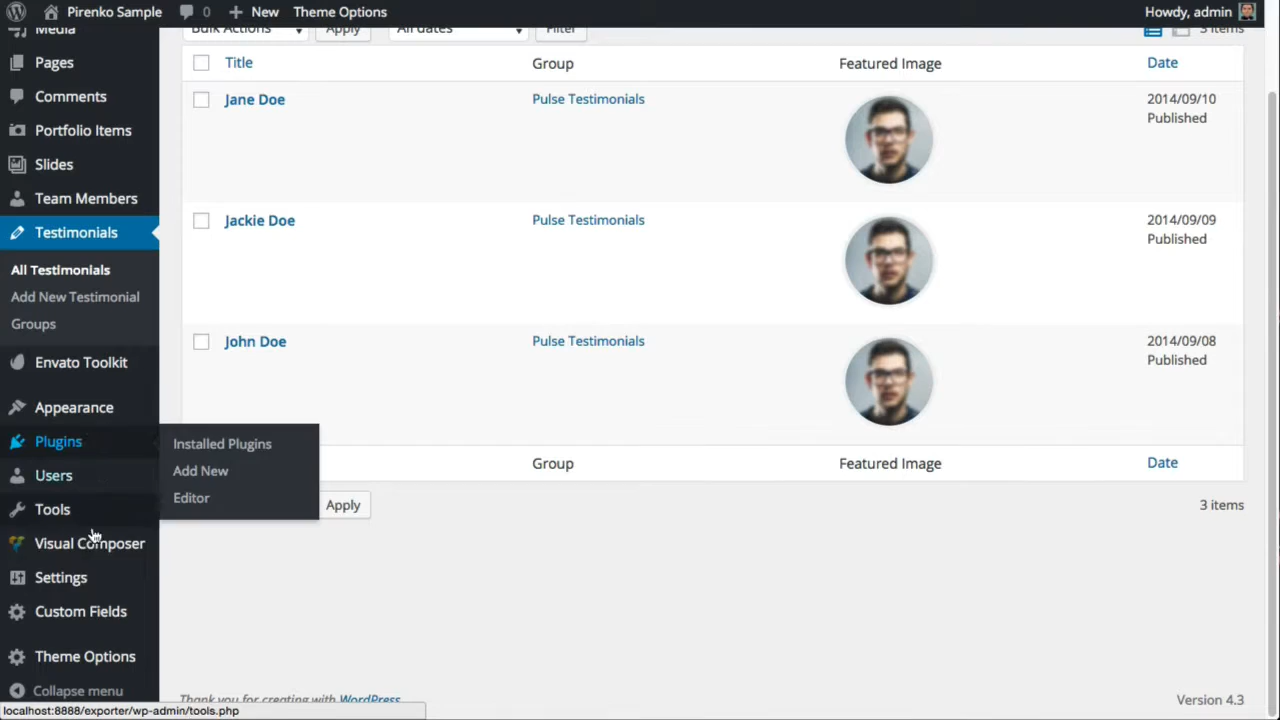 Pirenko Sample 0 New Theme Options Howdy, admin
Media
Pages
Comments
Portfolio Items
Slides
Team Members
Testimonials
All Testimonials
Add New Testimonial
Groups
Envato Toolkit
Appearance
Plugins
Users
Tools
Visual Composer
Settings
Custom Fields
Theme Options
Collapse menu
Installed Plugins
Add New
Editor
Bulk Actions Apply All dates Filter 3 items
Title Group Featured Image Date
Jane Doe Pulse Testimonials 2014/09/10
Published
Jackie Doe Pulse Testimonials 2014/09/09
Published
John Doe Pulse Testimonials 2014/09/08
Published
Group Featured Image Date
Apply 3 items
Thank you for creating with WordPress Version 4.3
localhost:8888/exporter/wp-admin/tools.php